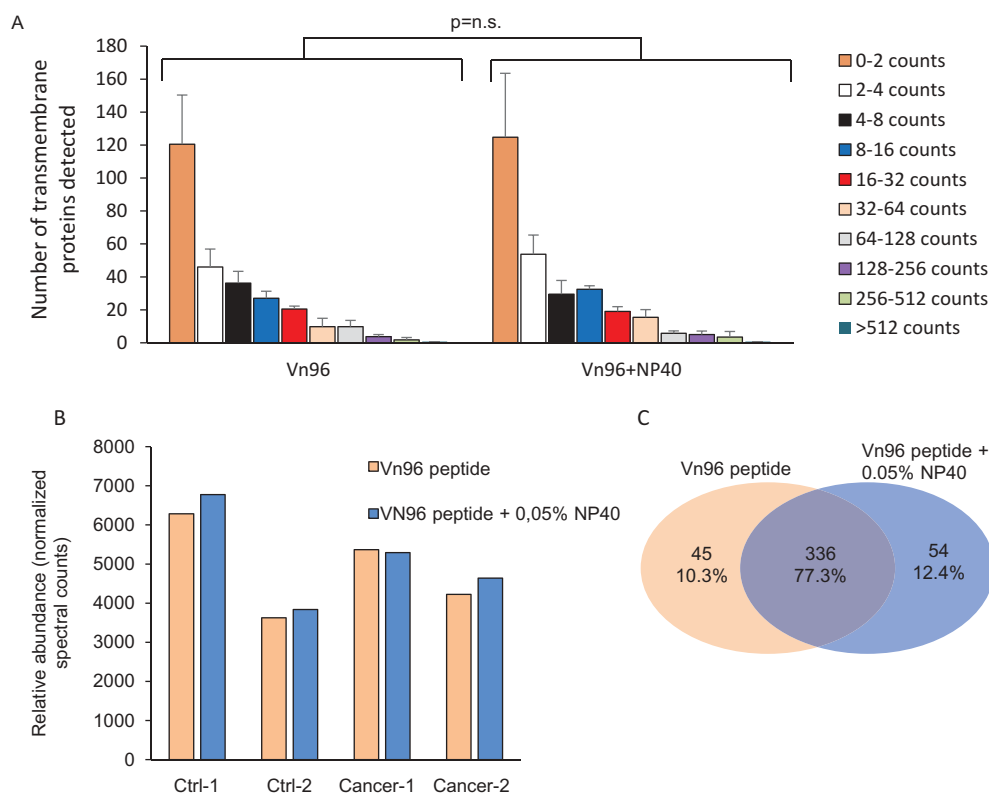 A
p=n.s.
Number of transmembrane
proteins detected
180
160
140
120
100
80
60
40
20
0
Vn96
Vn96+NP40
0-2 counts
2-4 counts
4-8 counts
8-16 counts
16-32 counts
32-64 counts
64-128 counts
128-256 counts
256-512 counts
>512 counts
B
Relative abundance (normalized
spectral counts)
8000
7000
6000
5000
4000
3000
2000
1000
0
Ctrl-1
Ctrl-2
Cancer-1
Cancer-2
Vn96 peptide
VN96 peptide + 0,05% NP40
C
Vn96 peptide
Vn96 peptide +
0.05% NP40
45
10.3%
336
77.3%
54
12.4%